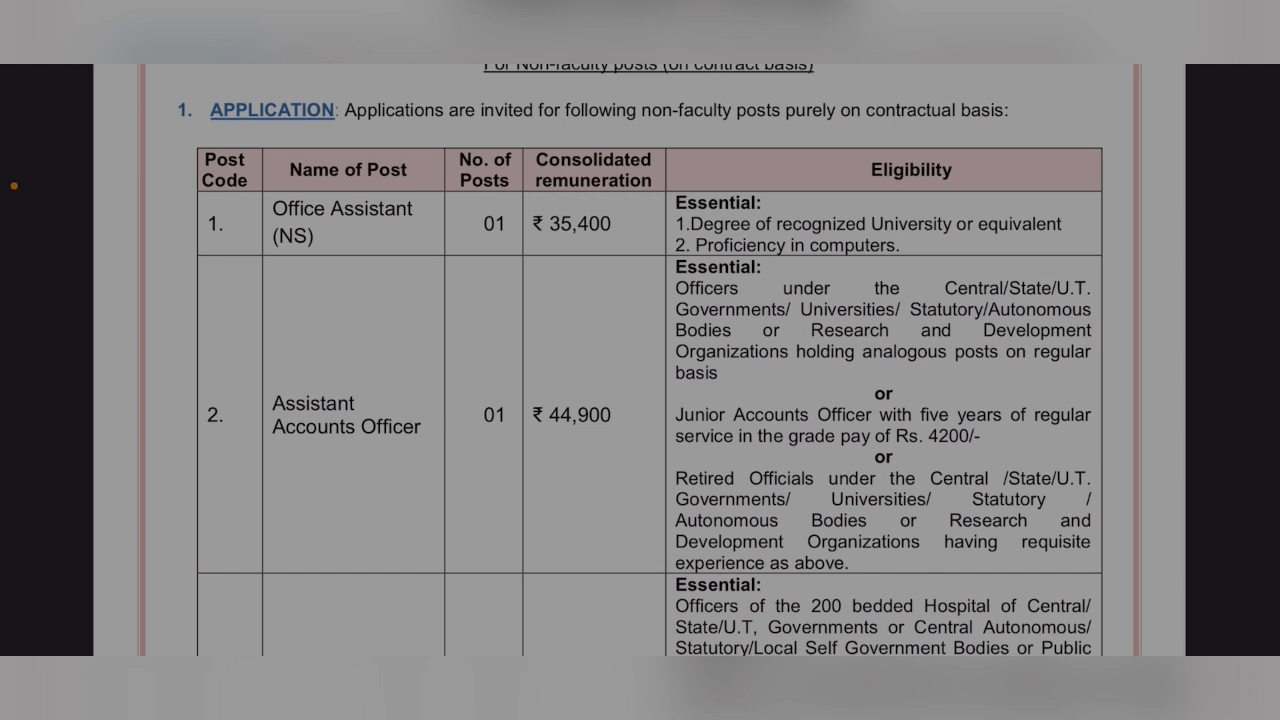 For Non-faculty posts (on contract basis)
1. APPLICATION: Applications are invited for following non-faculty posts purely on contractual basis:
Post Code
Name of Post
No. of Posts
Consolidated remuneration
Eligibility
1.
Office Assistant
(NS)
01
₹ 35,400
Essential:
1.Degree of recognized University or equivalent
2. Proficiency in computers.
2.
Assistant
Accounts Officer
01
₹ 44,900
Essential:
Officers under the Central/State/U.T.
Governments/ Universities/ Statutory/Autonomous
Bodies or Research and Development
Organizations holding analogous posts on regular
basis
or
Junior Accounts Officer with five years of regular
service in the grade pay of Rs. 4200/-
or
Retired Officials under the Central /State/U.T.
Governments/ Universities/ Statutory /
Autonomous Bodies or Research and
Development Organizations having requisite
experience as above.
Essential:
Officers of the 200 bedded Hospital of Central/
State/U.T, Governments or Central Autonomous/
Statutory/Local Self Government Bodies or Public